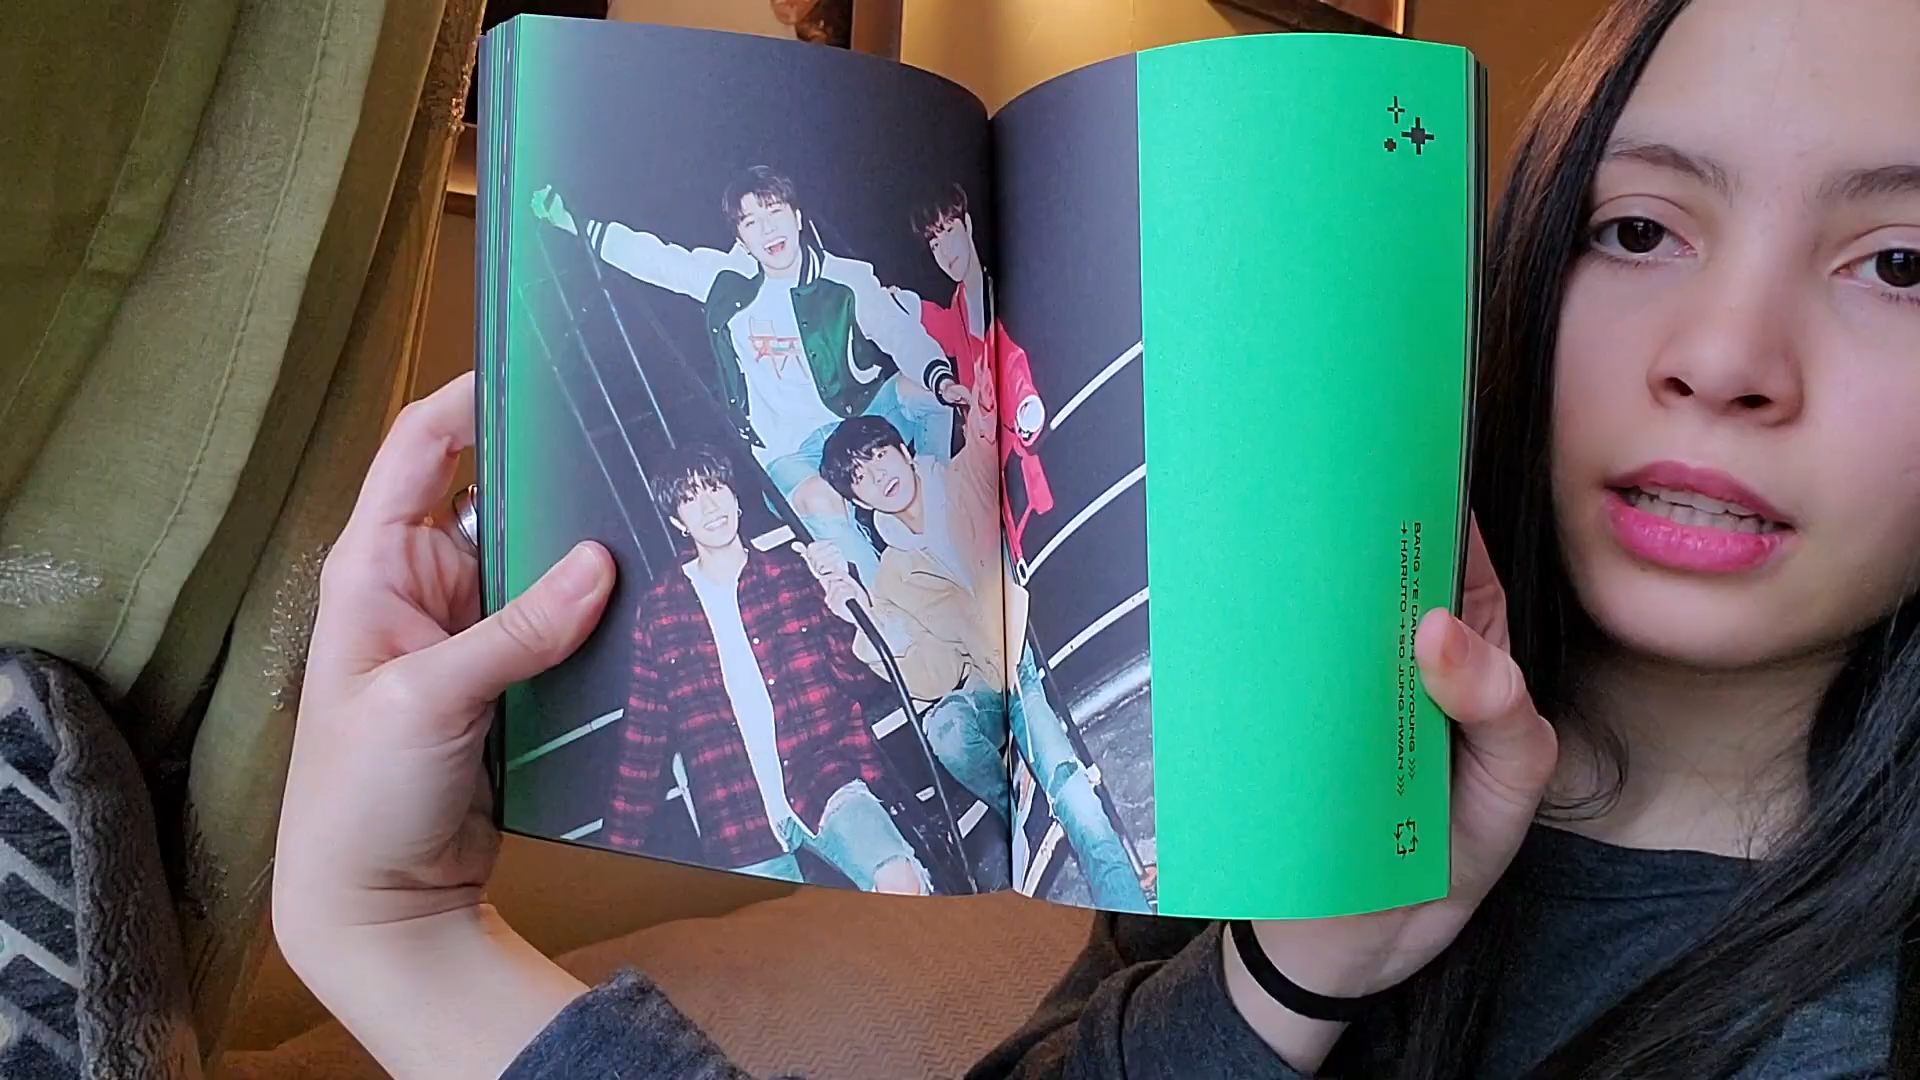 BANG YE DAM → DOYOUNG >>>
→ HARUTO → SO JUNG HWAN >>>